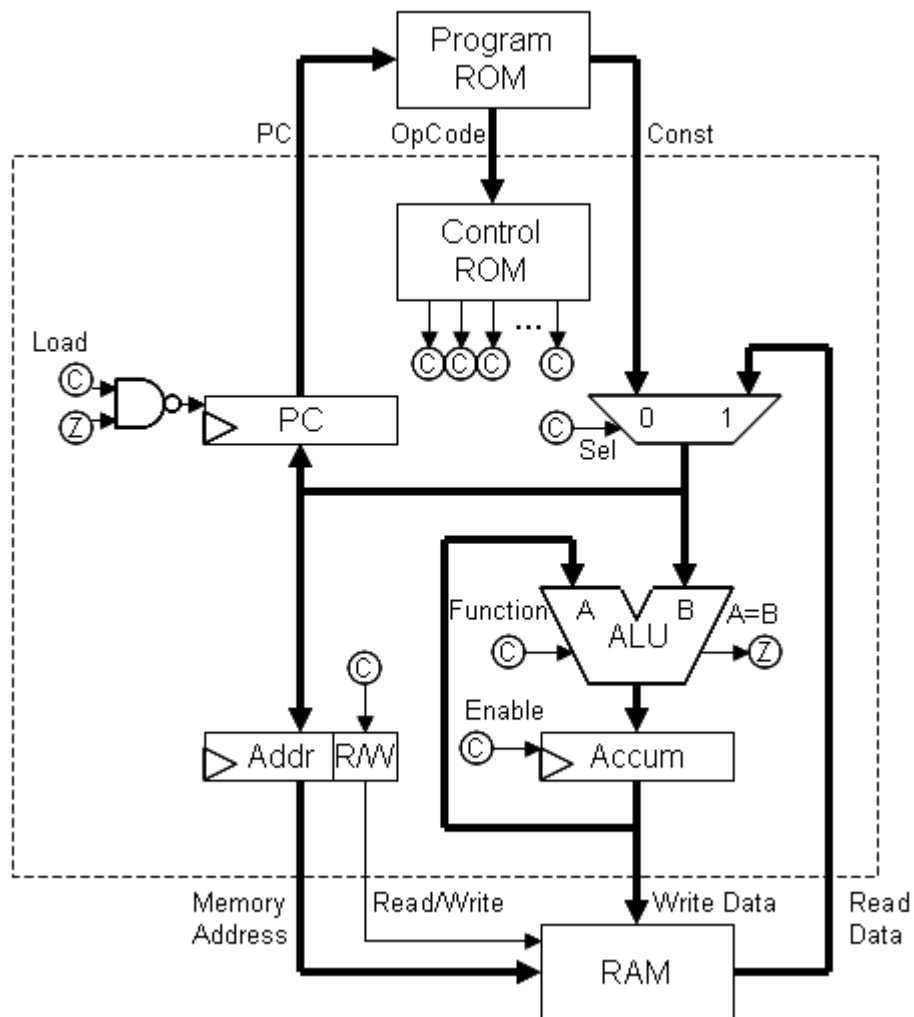 Program
ROM
PC
OpCode
Const
Control
ROM
Load
C
C
C
...
C
C
Z
PC
C
Sel
0
1
Function
A
B
A=B
ALU
C
Z
C
Enable
C
Addr
R/W
Accum
Memory
Address
Read/Write
Write Data
Read
Data
RAM